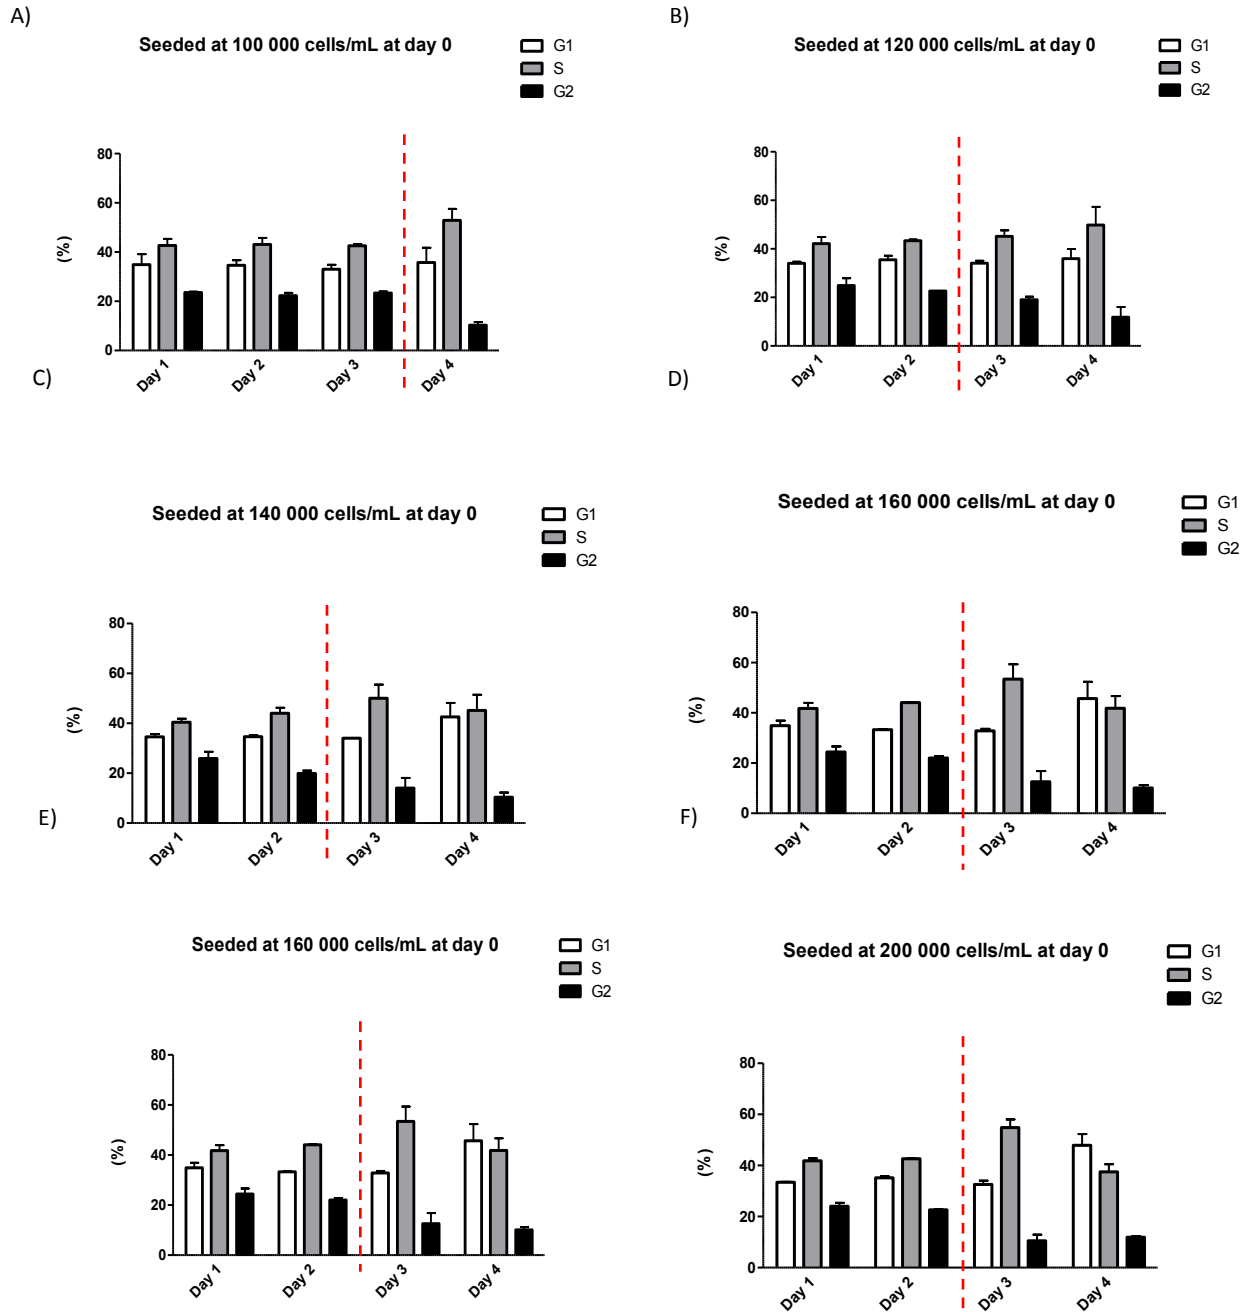 A)
Seeded at 100 000 cells/mL at day 0
G1
S
G2
80
60
40
20
0
(%)
Day 1
Day 2
Day 3
Day 4
B)
Seeded at 120 000 cells/mL at day 0
G1
S
G2
80
60
40
20
0
(%)
Day 1
Day 2
Day 3
Day 4
C)
Seeded at 140 000 cells/mL at day 0
G1
S
G2
80
60
40
20
0
(%)
Day 1
Day 2
Day 3
Day 4
D)
Seeded at 160 000 cells/mL at day 0
G1
S
G2
80
60
40
20
0
(%)
Day 1
Day 2
Day 3
Day 4
E)
Seeded at 160 000 cells/mL at day 0
G1
S
G2
80
60
40
20
0
(%)
Day 1
Day 2
Day 3
Day 4
F)
Seeded at 200 000 cells/mL at day 0
G1
S
G2
80
60
40
20
0
(%)
Day 1
Day 2
Day 3
Day 4